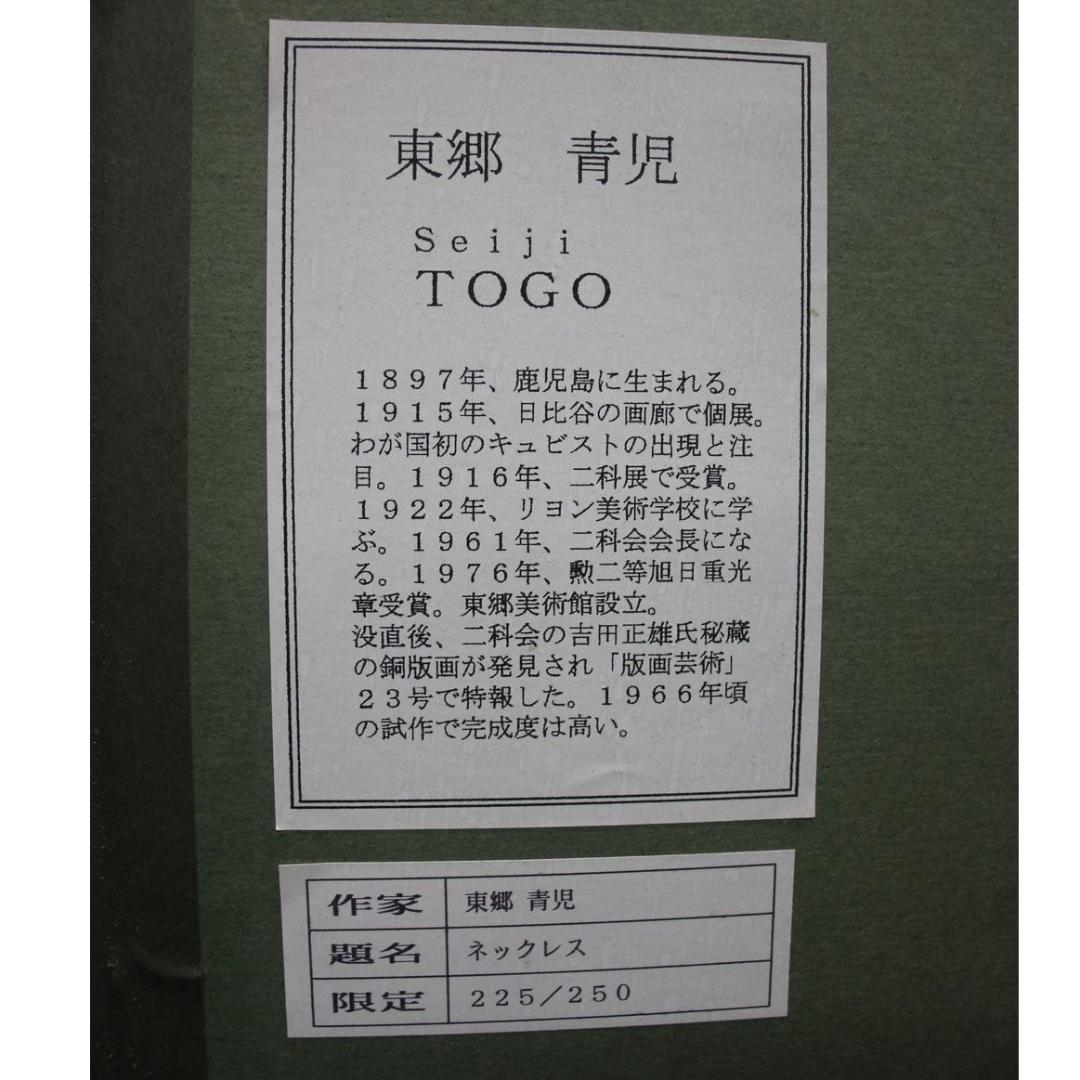 東郷　青児
Ｓｅｉｊｉ
ＴＯＧＯ
１８９７年、鹿児島に生まれる。
１９１５年、日比谷の画廊で個展。
わが国初のキュビストの出現と注
目。１９１６年、二科展で受賞。
１９２２年、リヨン美術学校に学
ぶ。１９６１年、二科会会長にな
る。１９７６年、勲二等旭日重光
章受賞。東郷美術館設立。
没直後、二科会の吉田正雄氏秘蔵
の銅版画が発見され「版画芸術」
２３号で特報した。１９６６年頃
の試作で完成度は高い。
作家 東郷 青児
題名 ネックレス
限定 ２２５／２５０